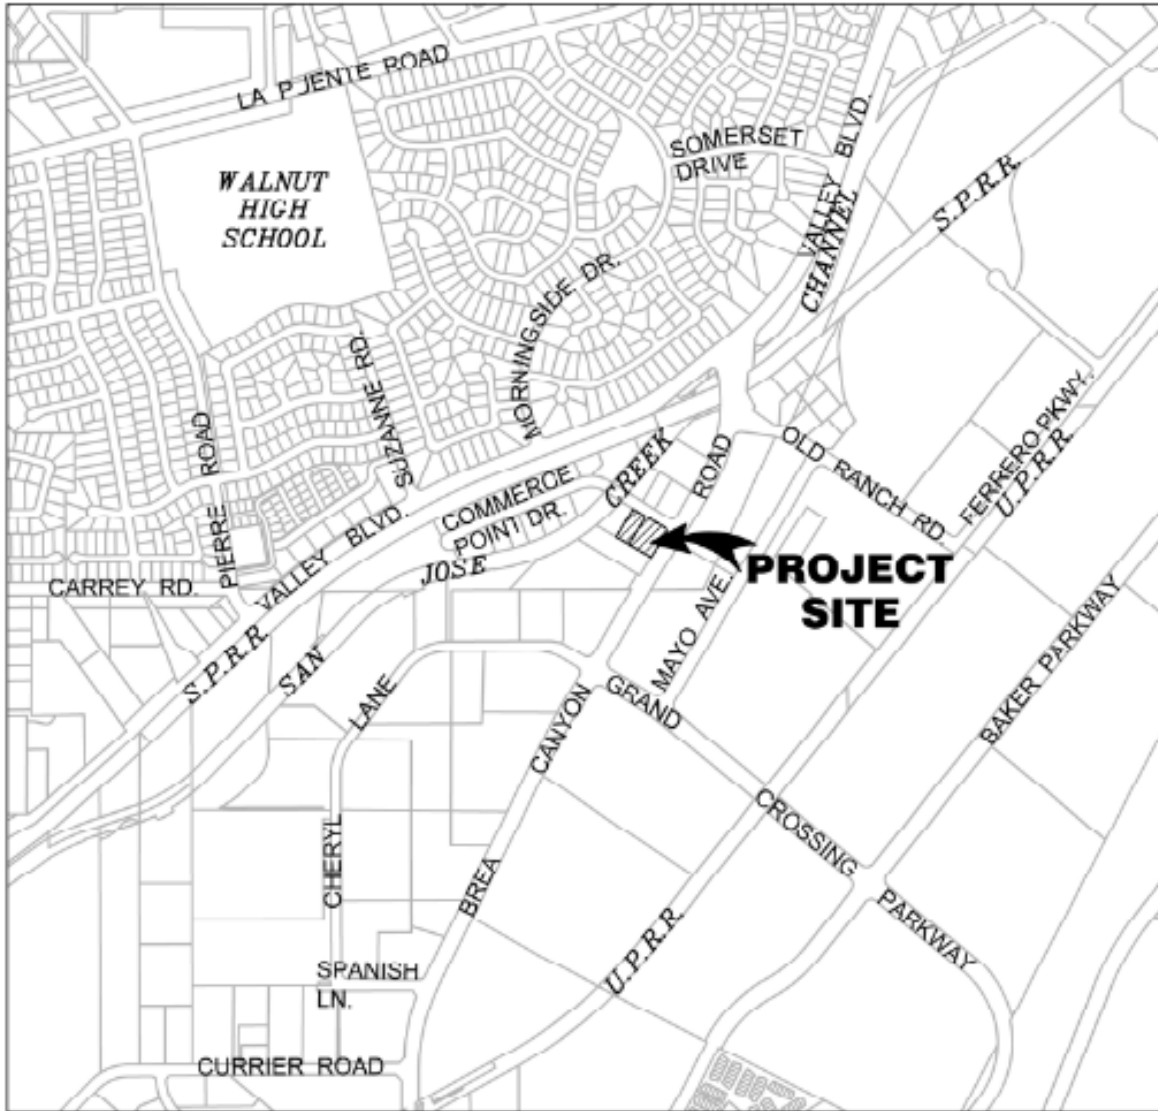 LA PUENTE ROAD
WALNUT
HIGH
SCHOOL
SOMERSET
DRIVE
VALLEY BLVD.
CHANNEL
S.P.R.R.
MORNINGSIDE DR.
SUZANNE RD.
PIERRE ROAD
CARREY RD.
VALLEY BLVD.
S.P.R.R.
SAN JOSE CREEK
COMMERCE
POINT DR.
OLD RANCH RD.
FERRERO PKWY.
U.P.R.R.
PROJECT
SITE
MAYO AVE.
BREA CANYON ROAD
GRAND CROSSING PARKWAY
BAKER PARKWAY
CHERYL LANE
U.P.R.R.
SPANISH
LN.
CURRIER ROAD